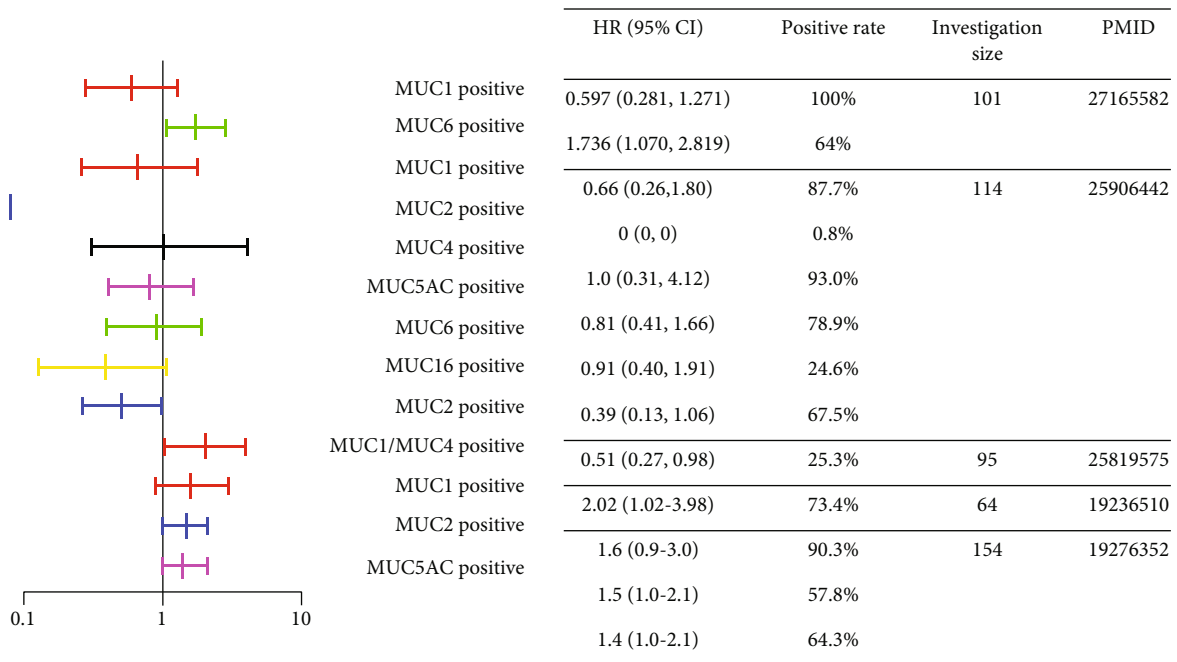 HR (95% CI) Positive rate Investigation size PMID
MUC1 positive 0.597 (0.281, 1.271) 100% 101 27165582
MUC6 positive 1.736 (1.070, 2.819) 64%
MUC1 positive 0.66 (0.26,1.80) 87.7% 114 25906442
MUC2 positive 0 (0, 0) 0.8%
MUC4 positive 1.0 (0.31, 4.12) 93.0%
MUC5AC positive 0.81 (0.41, 1.66) 78.9%
MUC6 positive 0.91 (0.40, 1.91) 24.6%
MUC16 positive 0.39 (0.13, 1.06) 67.5%
MUC2 positive 0.51 (0.27, 0.98) 25.3% 95 25819575
MUC1/MUC4 positive 2.02 (1.02-3.98) 73.4% 64 19236510
MUC1 positive 1.6 (0.9-3.0) 90.3% 154 19276352
MUC2 positive 1.5 (1.0-2.1) 57.8%
MUC5AC positive 1.4 (1.0-2.1) 64.3%
0.1 1 10